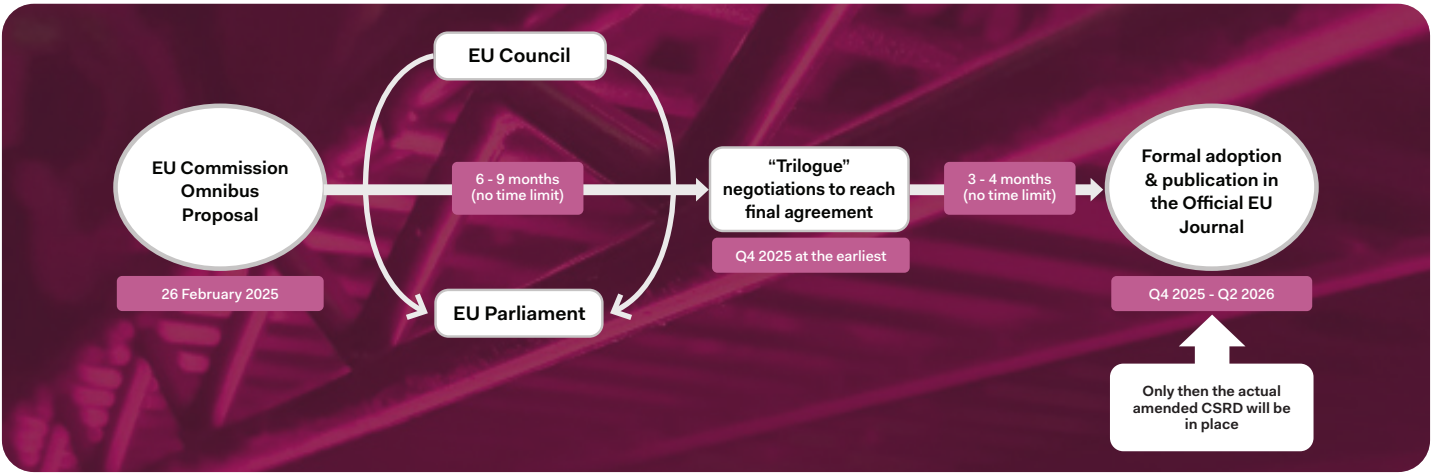 EU Council
EU Commission
Omnibus
Proposal
26 February 2025
6 - 9 months
(no time limit)
EU Parliament
“Trilogue”
negotiations to reach
final agreement
Q4 2025 at the earliest
3 - 4 months
(no time limit)
Formal adoption
& publication in
the Official EU
Journal
Q4 2025 - Q2 2026
Only then the actual
amended CSRD will be
in place